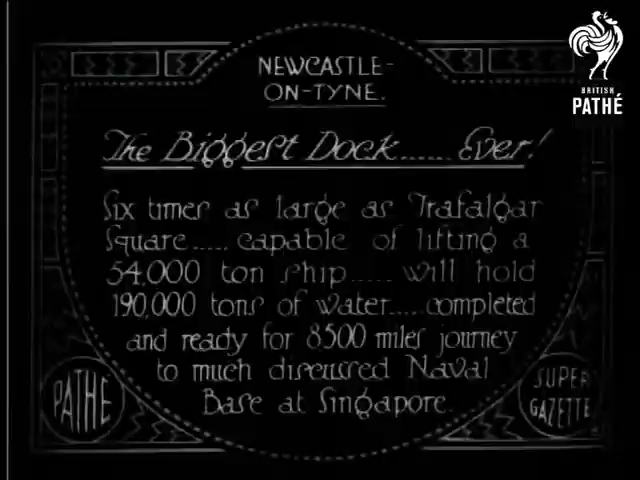 BRITISH
PATHÉ
NEWCASTLE-
ON-TYNE.
The Biggest Dock...... Ever!
Six times as large as Trafalgar
Square..... capable of lifting a
54,000 ton ship..... will hold
190,000 tons of water....completed
and ready for 8500 miles journey
to much discussed Naval
Base at Singapore.
PATHE
SUPER
GAZETTE